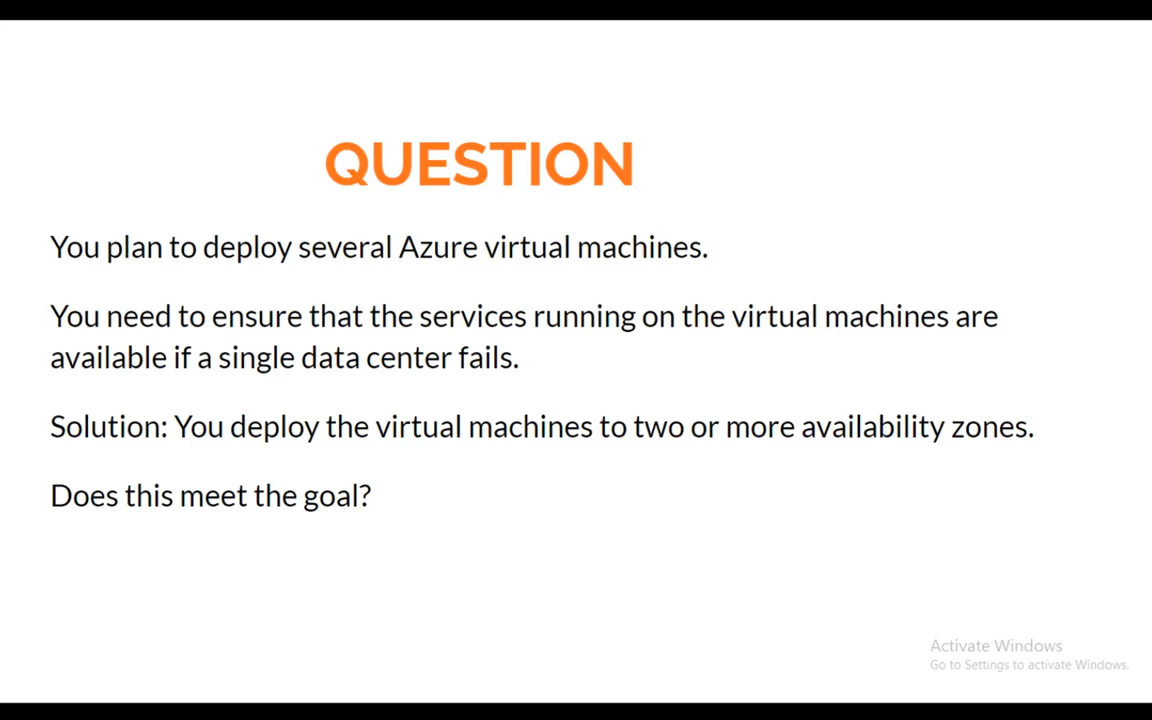 QUESTION
You plan to deploy several Azure virtual machines.
You need to ensure that the services running on the virtual machines are
available if a single data center fails.
Solution: You deploy the virtual machines to two or more availability zones.
Does this meet the goal?
Activate Windows
Go to Settings to activate Windows.